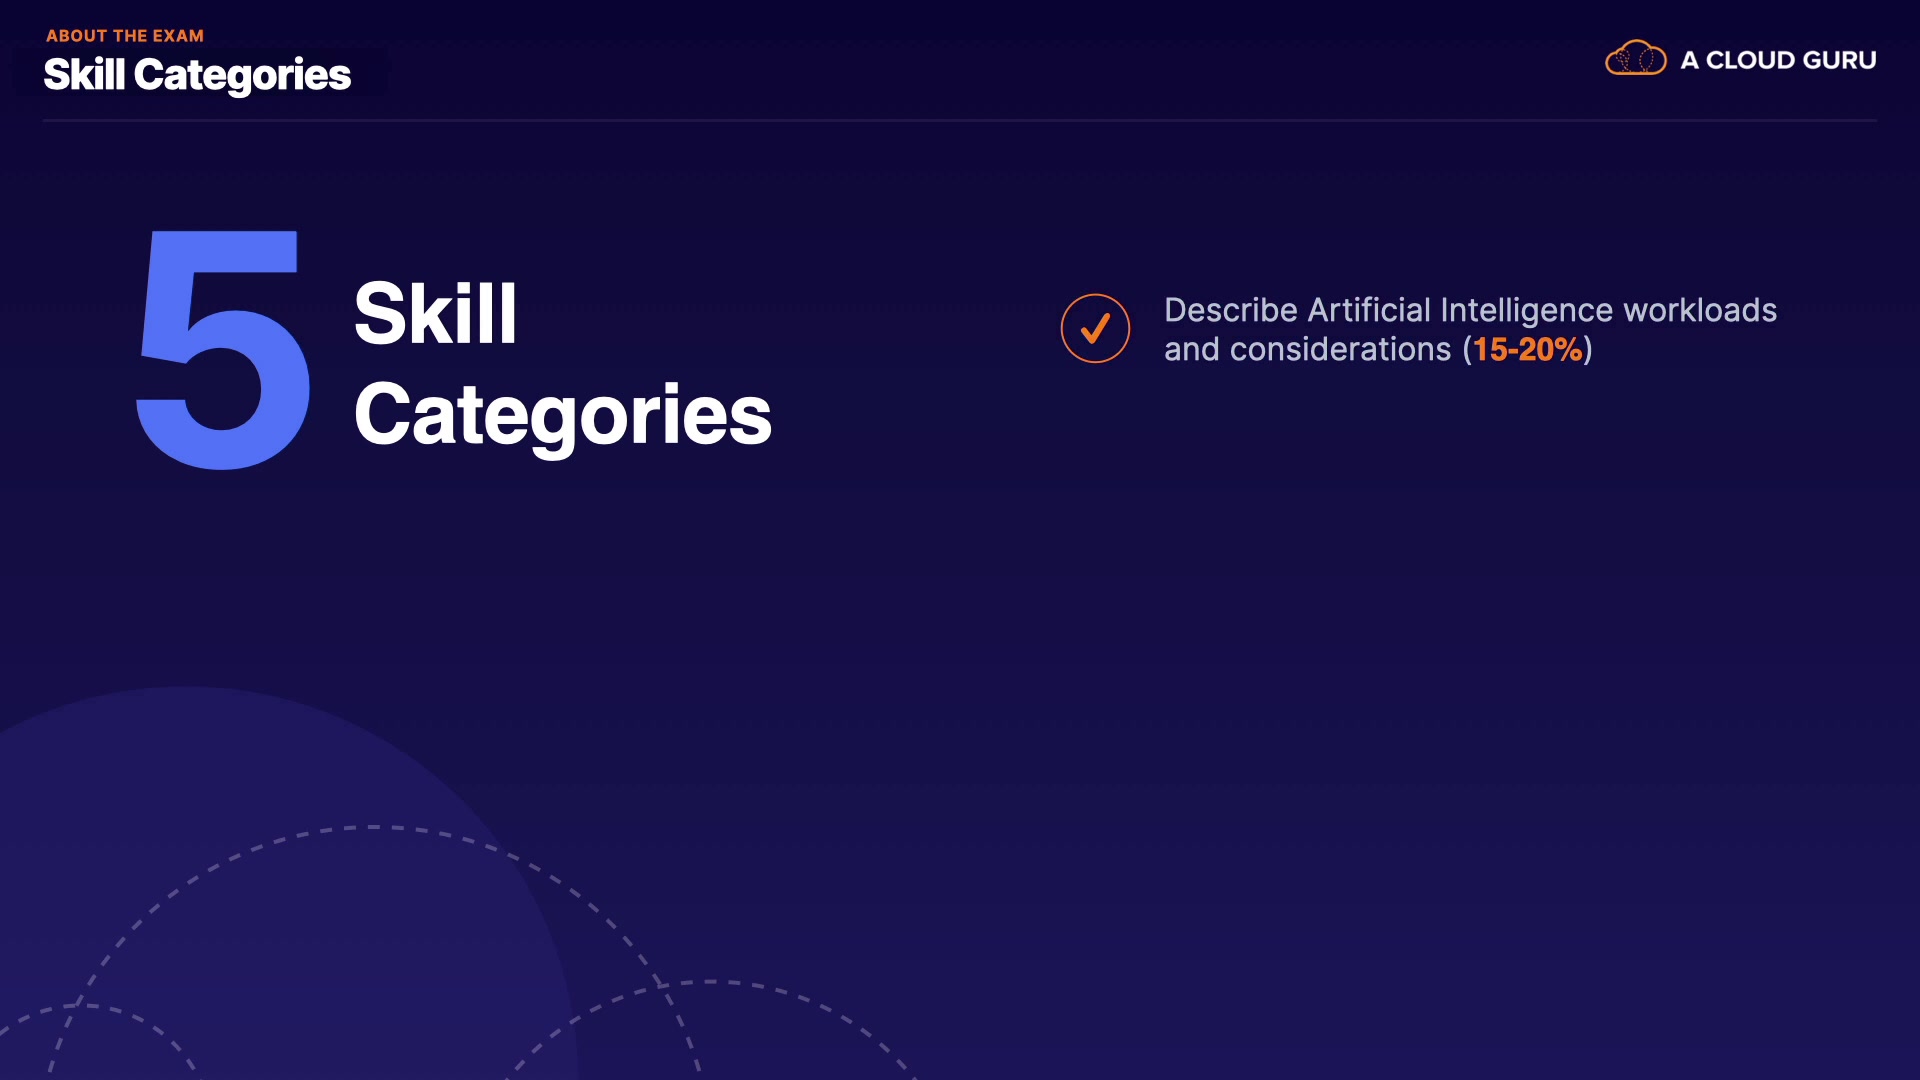 ABOUT THE EXAM
Skill Categories
A CLOUD GURU
5
Skill
Categories
Describe Artificial Intelligence workloads
and considerations (15-20%)